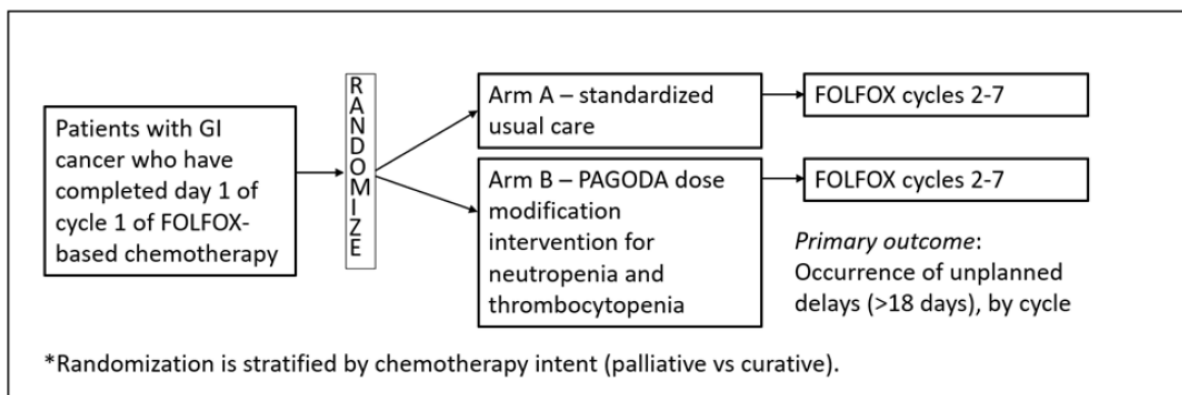 Patients with GI
cancer who have
completed day 1 of
cycle 1 of FOLFOX-
based chemotherapy
RANDOMIZE
Arm A – standardized
usual care
FOLFOX cycles 2-7
Arm B – PAGODA dose
modification
intervention for
neutropenia and
thrombocytopenia
FOLFOX cycles 2-7
Primary outcome:
Occurrence of unplanned
delays (>18 days), by cycle
*Randomization is stratified by chemotherapy intent (palliative vs curative).